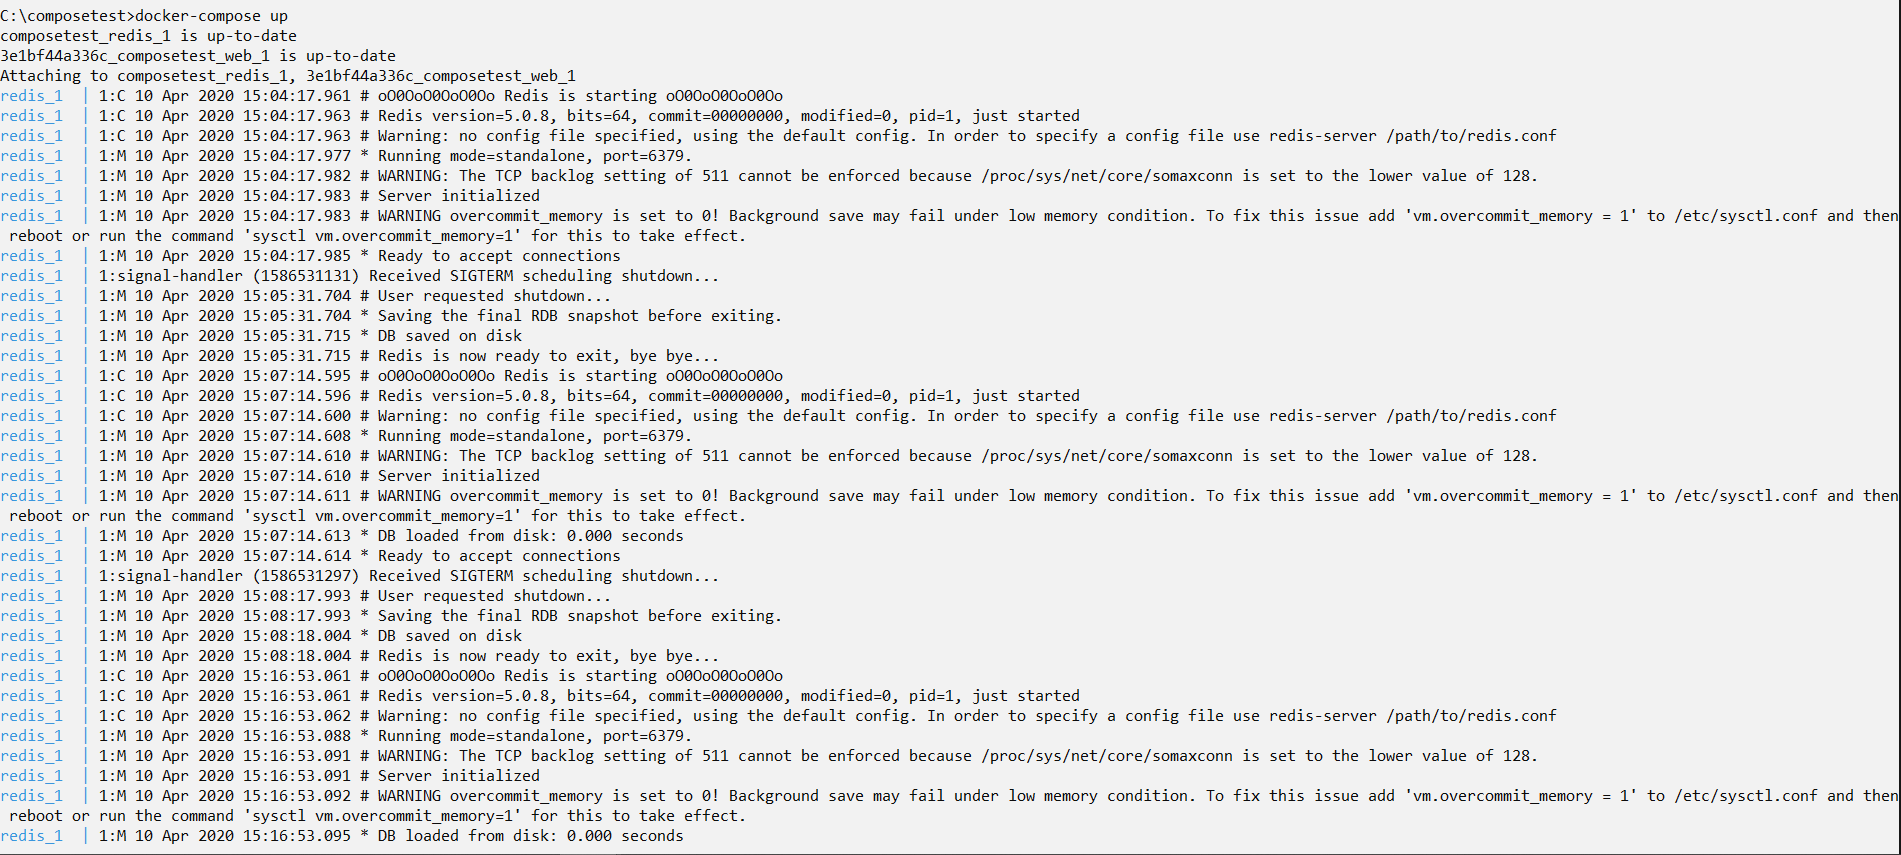 C:\composetest>docker-compose up
composetest_redis_1 is up-to-date
3e1bf44a336c_composetest_web_1 is up-to-date
Attaching to composetest_redis_1, 3e1bf44a336c_composetest_web_1
redis_1  | 1:C 10 Apr 2020 15:04:17.961 # oO0OoO0OoO0Oo Redis is starting oO0OoO0OoO0Oo
redis_1  | 1:C 10 Apr 2020 15:04:17.963 # Redis version=5.0.8, bits=64, commit=00000000, modified=0, pid=1, just started
redis_1  | 1:C 10 Apr 2020 15:04:17.963 # Warning: no config file specified, using the default config. In order to specify a config file use redis-server /path/to/redis.conf
redis_1  | 1:M 10 Apr 2020 15:04:17.977 * Running mode=standalone, port=6379.
redis_1  | 1:M 10 Apr 2020 15:04:17.982 # WARNING: The TCP backlog setting of 511 cannot be enforced because /proc/sys/net/core/somaxconn is set to the lower value of 128.
redis_1  | 1:M 10 Apr 2020 15:04:17.983 # Server initialized
redis_1  | 1:M 10 Apr 2020 15:04:17.983 # WARNING overcommit_memory is set to 0! Background save may fail under low memory condition. To fix this issue add 'vm.overcommit_memory = 1' to /etc/sysctl.conf and then
 reboot or run the command 'sysctl vm.overcommit_memory=1' for this to take effect.
redis_1  | 1:M 10 Apr 2020 15:04:17.985 * Ready to accept connections
redis_1  | 1:signal-handler (1586531131) Received SIGTERM scheduling shutdown...
redis_1  | 1:M 10 Apr 2020 15:05:31.704 # User requested shutdown...
redis_1  | 1:M 10 Apr 2020 15:05:31.704 * Saving the final RDB snapshot before exiting.
redis_1  | 1:M 10 Apr 2020 15:05:31.715 * DB saved on disk
redis_1  | 1:M 10 Apr 2020 15:05:31.715 # Redis is now ready to exit, bye bye...
redis_1  | 1:C 10 Apr 2020 15:07:14.595 # oO0OoO0OoO0Oo Redis is starting oO0OoO0OoO0Oo
redis_1  | 1:C 10 Apr 2020 15:07:14.596 # Redis version=5.0.8, bits=64, commit=00000000, modified=0, pid=1, just started
redis_1  | 1:C 10 Apr 2020 15:07:14.600 # Warning: no config file specified, using the default config. In order to specify a config file use redis-server /path/to/redis.conf
redis_1  | 1:M 10 Apr 2020 15:07:14.608 * Running mode=standalone, port=6379.
redis_1  | 1:M 10 Apr 2020 15:07:14.610 # WARNING: The TCP backlog setting of 511 cannot be enforced because /proc/sys/net/core/somaxconn is set to the lower value of 128.
redis_1  | 1:M 10 Apr 2020 15:07:14.610 # Server initialized
redis_1  | 1:M 10 Apr 2020 15:07:14.611 # WARNING overcommit_memory is set to 0! Background save may fail under low memory condition. To fix this issue add 'vm.overcommit_memory = 1' to /etc/sysctl.conf and then
 reboot or run the command 'sysctl vm.overcommit_memory=1' for this to take effect.
redis_1  | 1:M 10 Apr 2020 15:07:14.613 * DB loaded from disk: 0.000 seconds
redis_1  | 1:M 10 Apr 2020 15:07:14.614 * Ready to accept connections
redis_1  | 1:signal-handler (1586531297) Received SIGTERM scheduling shutdown...
redis_1  | 1:M 10 Apr 2020 15:08:17.993 # User requested shutdown...
redis_1  | 1:M 10 Apr 2020 15:08:17.993 * Saving the final RDB snapshot before exiting.
redis_1  | 1:M 10 Apr 2020 15:08:18.004 * DB saved on disk
redis_1  | 1:M 10 Apr 2020 15:08:18.004 # Redis is now ready to exit, bye bye...
redis_1  | 1:C 10 Apr 2020 15:16:53.061 # oO0OoO0OoO0Oo Redis is starting oO0OoO0OoO0Oo
redis_1  | 1:C 10 Apr 2020 15:16:53.061 # Redis version=5.0.8, bits=64, commit=00000000, modified=0, pid=1, just started
redis_1  | 1:C 10 Apr 2020 15:16:53.062 # Warning: no config file specified, using the default config. In order to specify a config file use redis-server /path/to/redis.conf
redis_1  | 1:M 10 Apr 2020 15:16:53.088 * Running mode=standalone, port=6379.
redis_1  | 1:M 10 Apr 2020 15:16:53.091 # WARNING: The TCP backlog setting of 511 cannot be enforced because /proc/sys/net/core/somaxconn is set to the lower value of 128.
redis_1  | 1:M 10 Apr 2020 15:16:53.091 # Server initialized
redis_1  | 1:M 10 Apr 2020 15:16:53.092 # WARNING overcommit_memory is set to 0! Background save may fail under low memory condition. To fix this issue add 'vm.overcommit_memory = 1' to /etc/sysctl.conf and then
 reboot or run the command 'sysctl vm.overcommit_memory=1' for this to take effect.
redis_1  | 1:M 10 Apr 2020 15:16:53.095 * DB loaded from disk: 0.000 seconds